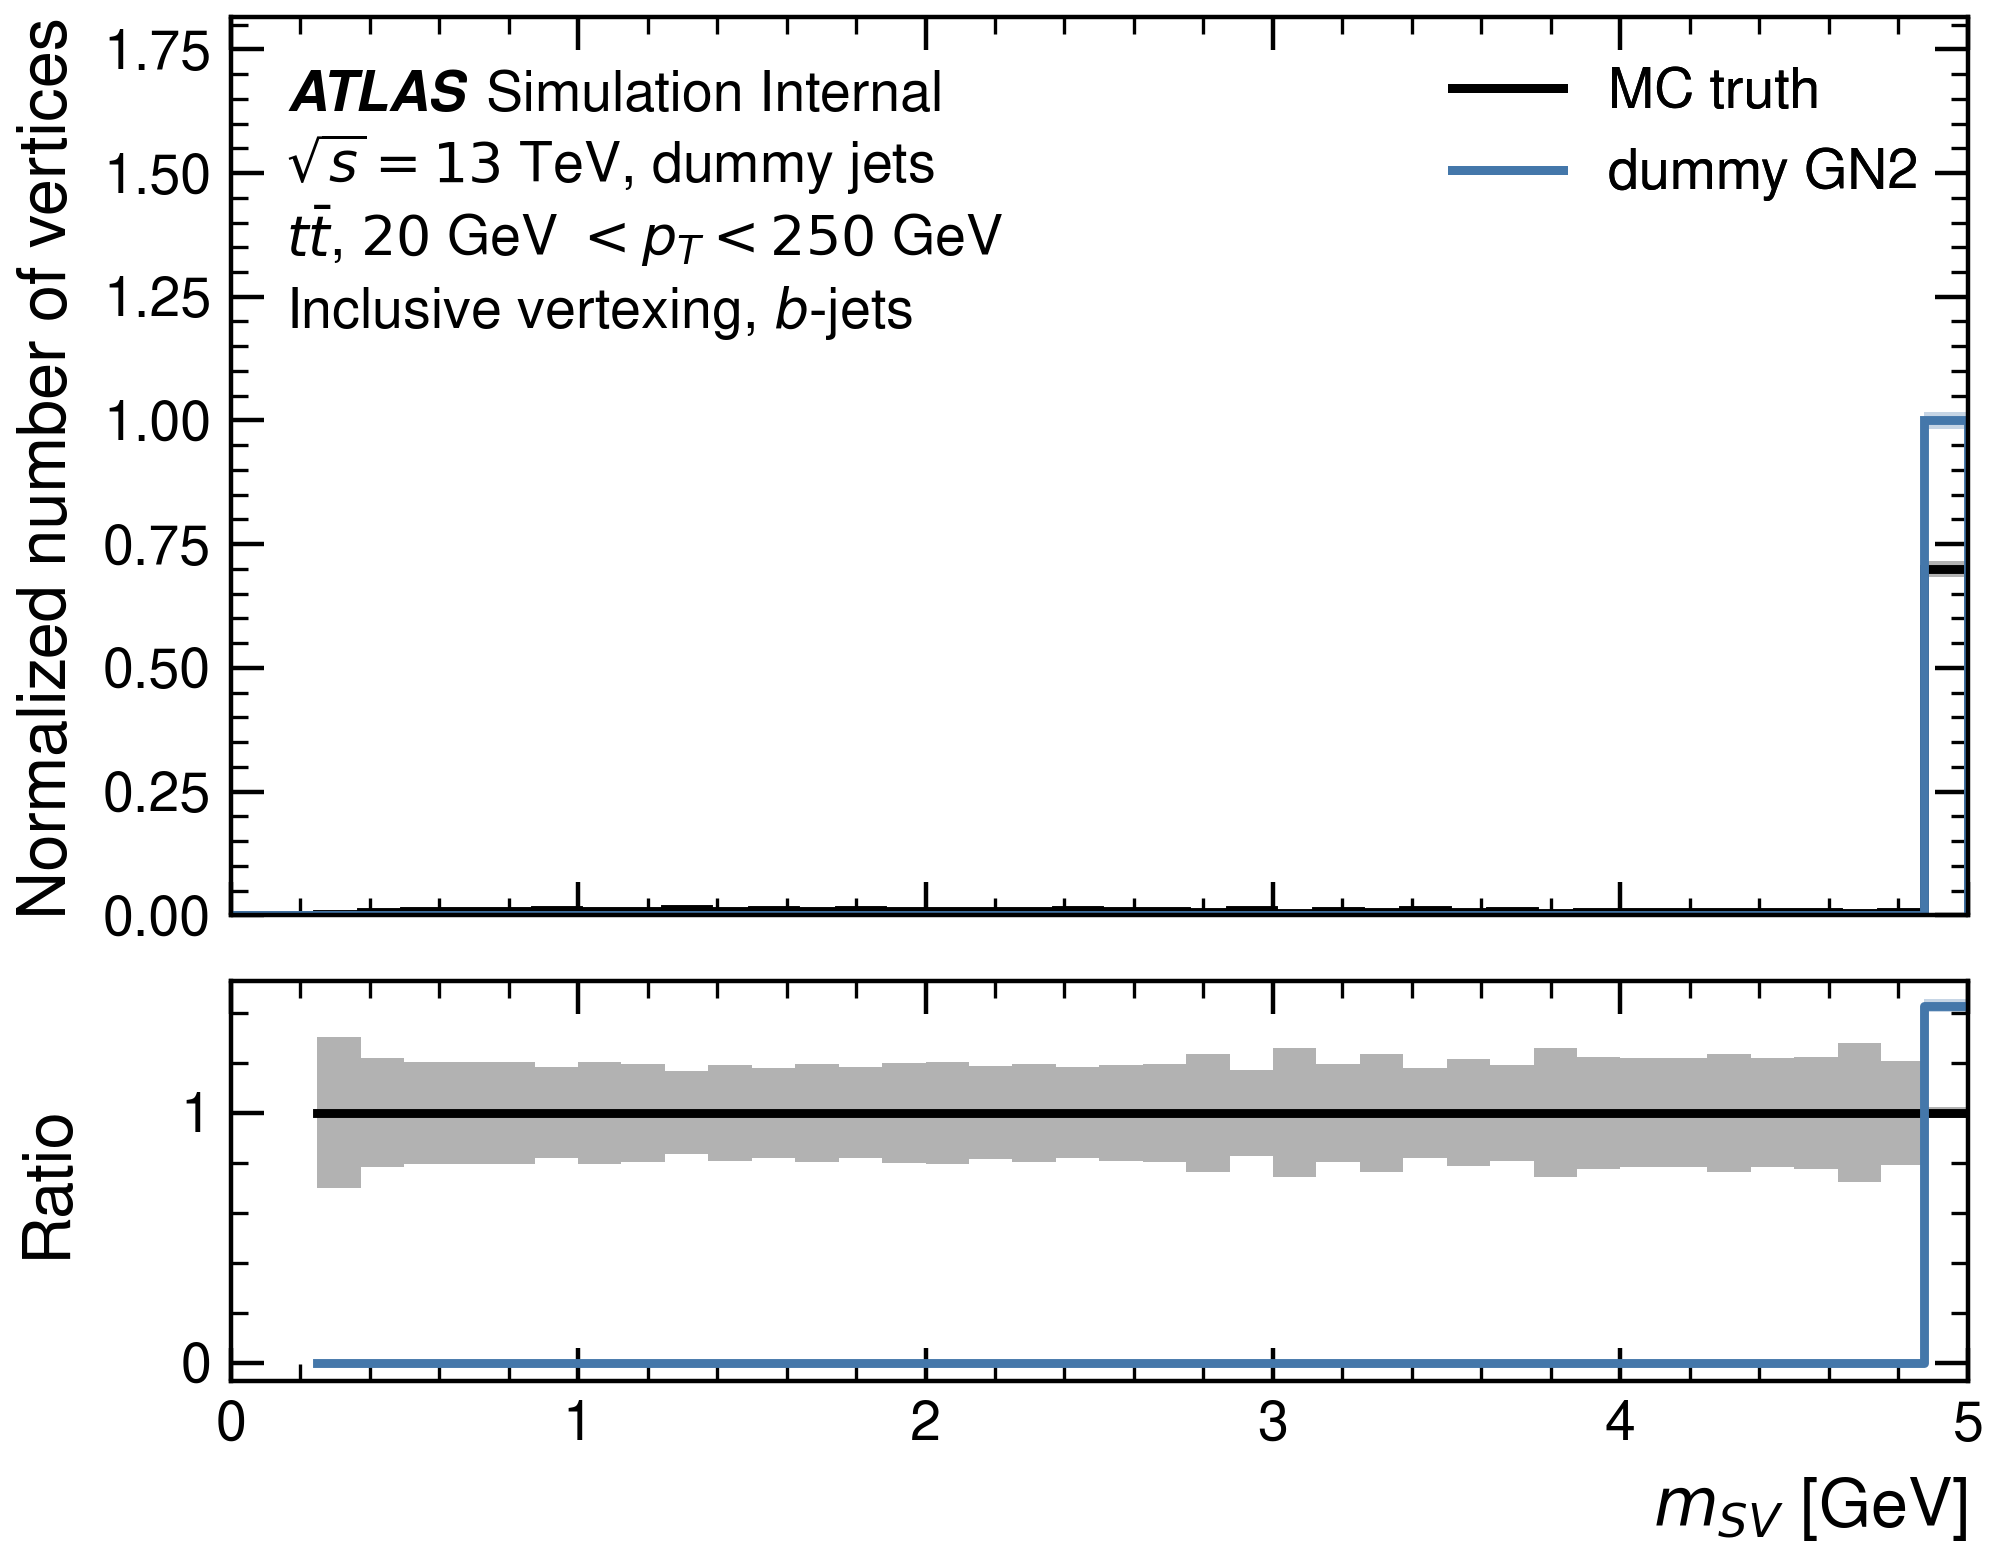 Normalized number of vertices
1.75
1.50
1.25
1.00
0.75
0.50
0.25
0.00
ATLAS Simulation Internal
√s = 13 TeV, dummy jets
tt̄, 20 GeV < p_T < 250 GeV
Inclusive vertexing, b-jets
MC truth
dummy GN2
Ratio
1
0
0 1 2 3 4 5
m_SV [GeV]